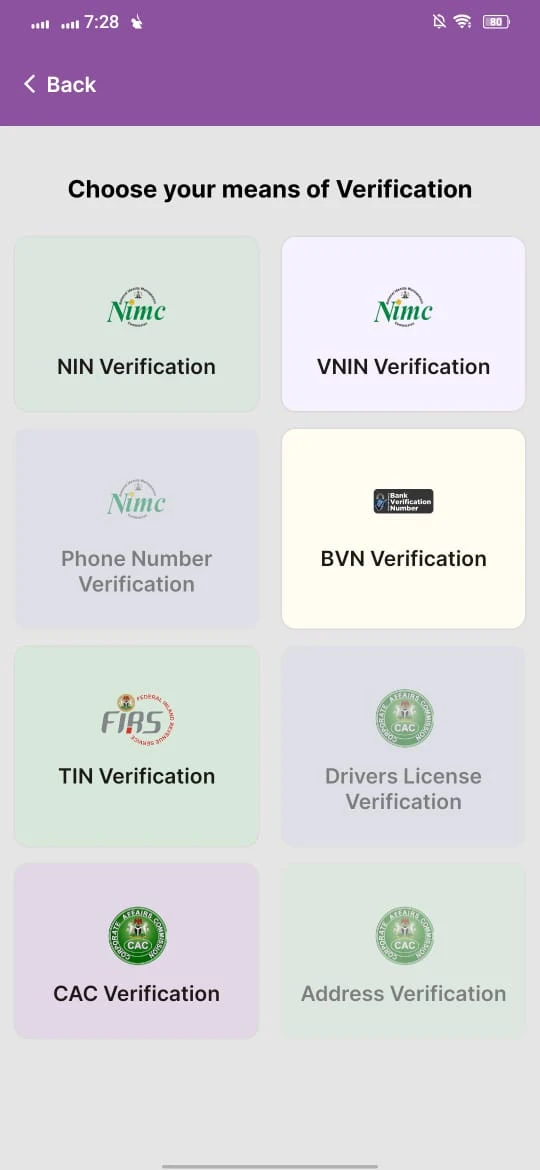 7:28
80
Back
Choose your means of Verification
Nimc
NIN Verification
Nimc
VNIN Verification
Nimc
Phone Number
Verification
Bank
Verification
Number
BVN Verification
FEDERAL INLAND REVENUE SERVICE
FIRS
TIN Verification
CORPORATE AFFAIRS COMMISSION
CAC
Drivers License
Verification
CORPORATE AFFAIRS COMMISSION
CAC
CAC Verification
CORPORATE AFFAIRS COMMISSION
CAC
Address Verification